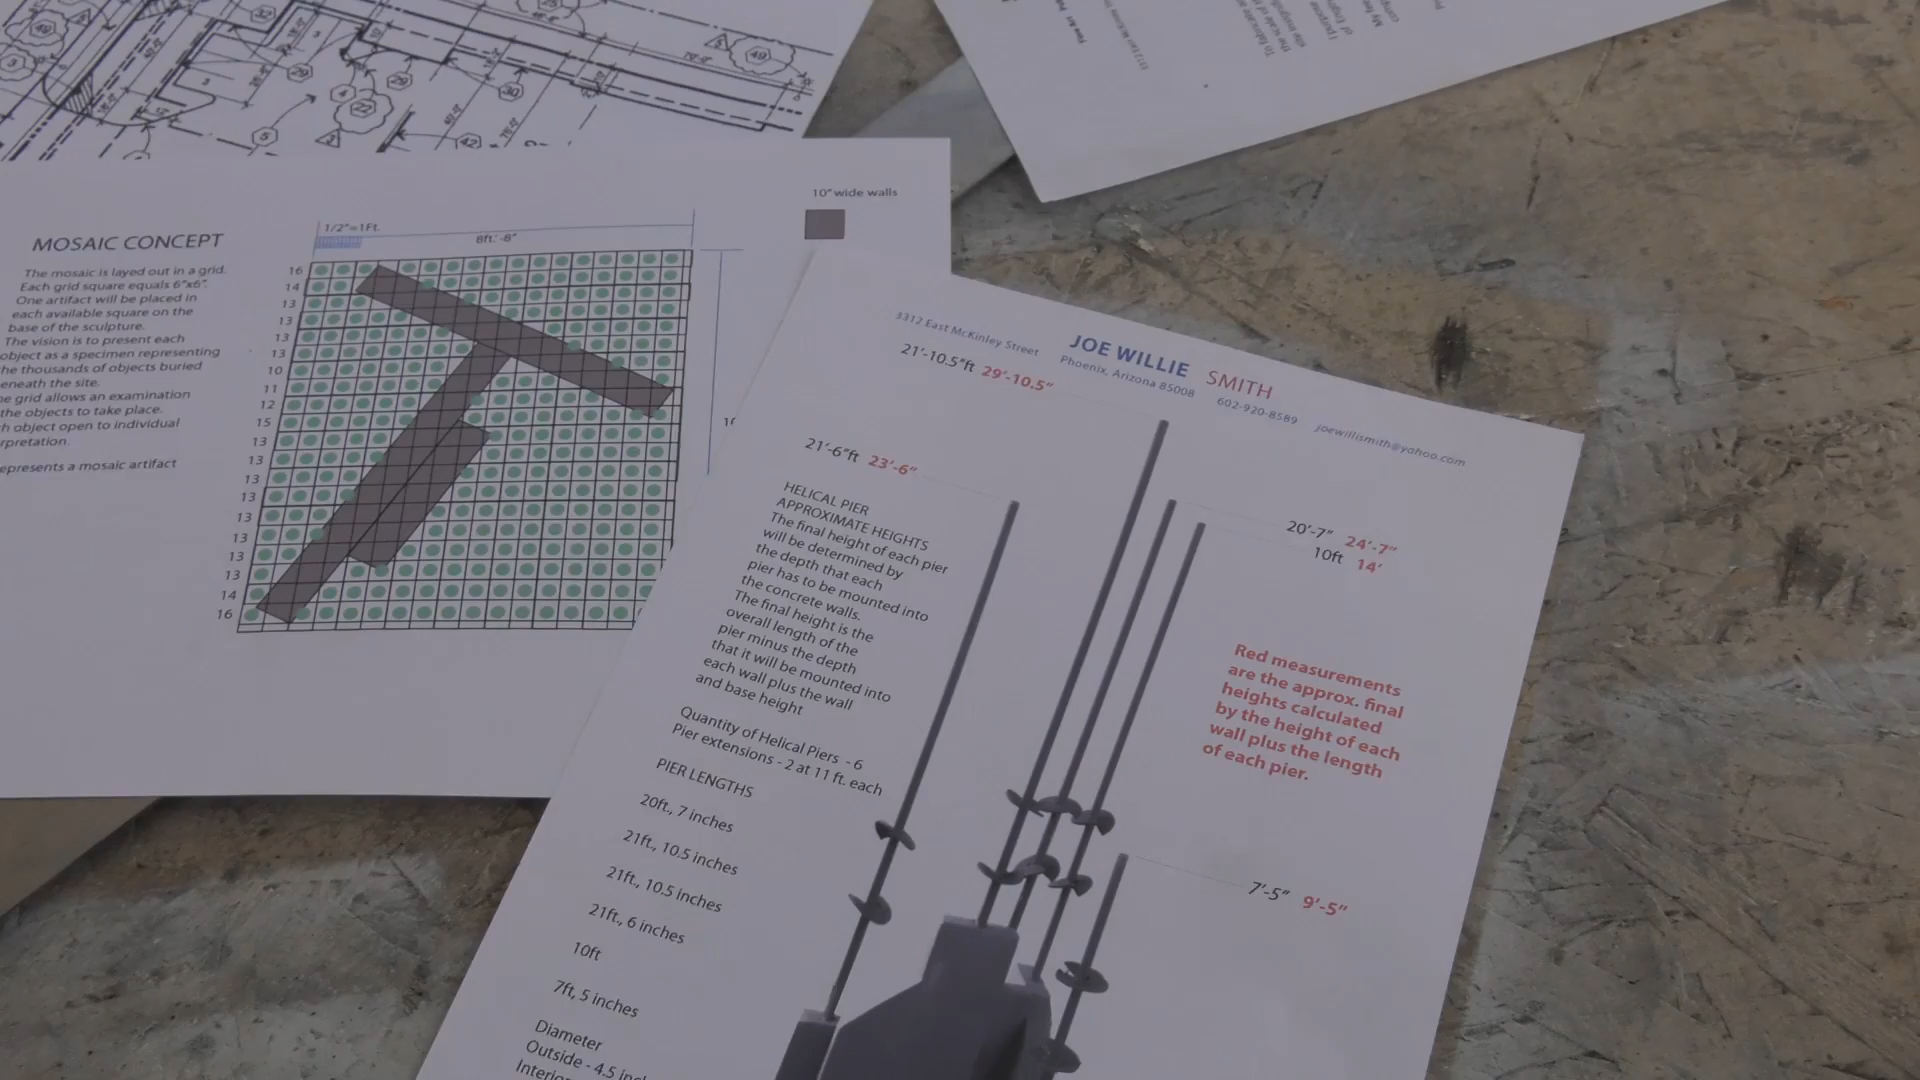 10" wide walls
MOSAIC CONCEPT
The mosaic is layed out in a grid.
Each grid square equals 6"x6".
One artifact will be placed in
each available square on the
base of the sculpture.
The vision is to present each
object as a specimen representing
the thousands of objects buried
eneath the site.
e grid allows an examination
the objects to take place.
h object open to individual
rpretation.
epresents a mosaic artifact
1/2"=1Ft.
8ft.'-8"
16
14
13
13
13
13
10
11
12
15
13
13
13
13
13
13
13
13
14
16
JOE WILLIE SMITH
3312 East McKinley Street Phoenix, Arizona 85008 602-920-8589 joewillismith@yahoo.com
21'-10.5"ft 29'-10.5"
21'-6"ft 23'-6"
20'-7" 24'-7"
10ft 14'
HELICAL PIER
APPROXIMATE HEIGHTS
The final height of each pier
will be determined by
the depth that each
pier has to be mounted into
the concrete walls.
The final height is the
overall length of the
pier minus the depth
that it will be mounted into
each wall plus the wall
and base height
Quantity of Helical Piers - 6
Pier extensions - 2 at 11 ft. each
PIER LENGTHS
20ft., 7 inches
21ft., 10.5 inches
21ft., 10.5 inches
21ft., 6 inches
10ft
7ft, 5 inches
Diameter
Outside - 4.5 inc
Interio
Red measurements
are the approx. final
heights calculated
by the height of each
wall plus the length
of each pier.
7'-5" 9'-5"